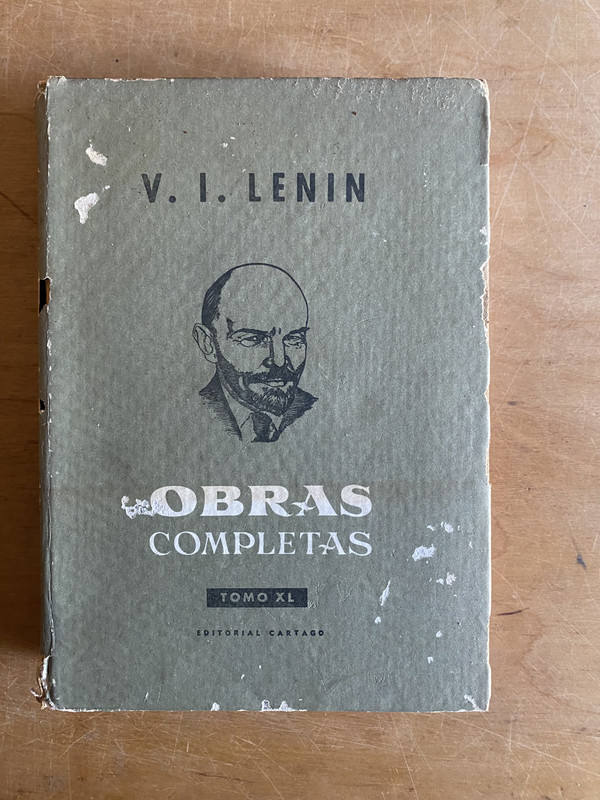 V. I. LENIN
OBRAS
COMPLETAS
TOMO XL
EDITORIAL CARTAGO